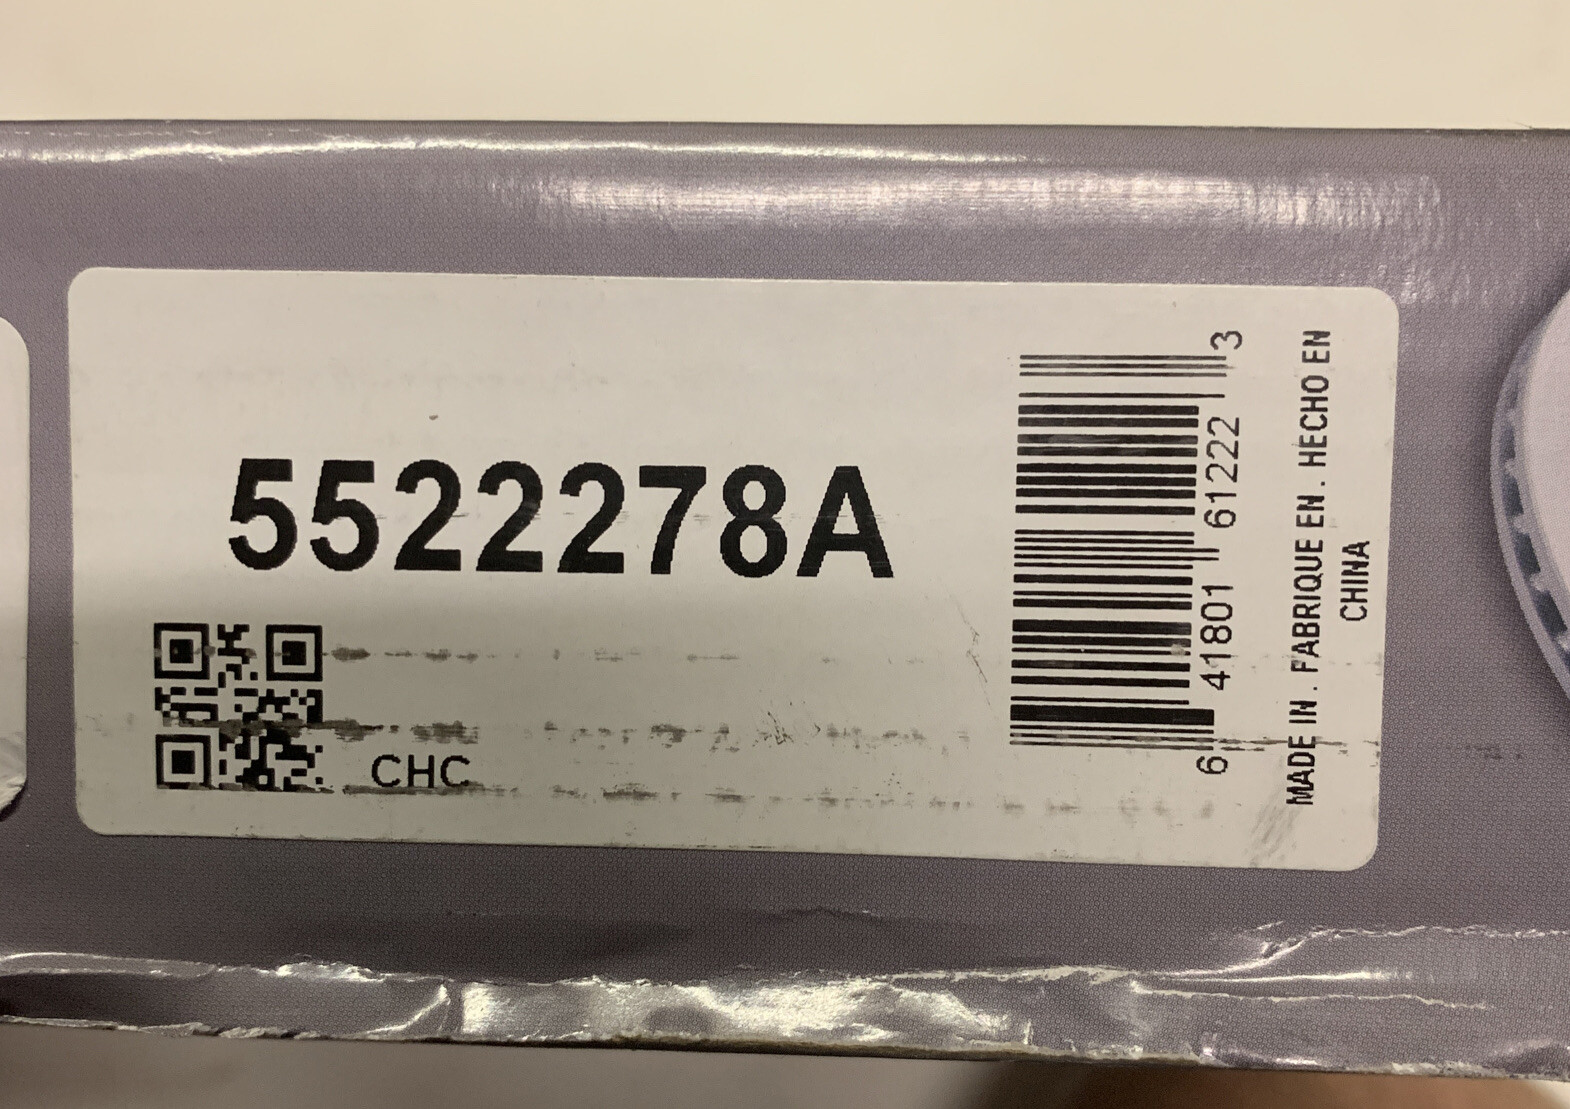 5522278A
CHC
6 41801 61222 3
MADE IN . FABRIQUE EN . HECHO EN
CHINA